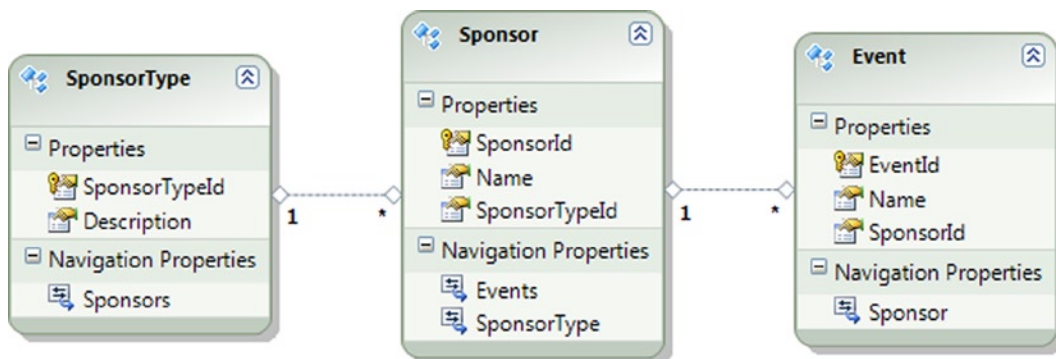 SponsorType
Properties
SponsorTypeId
Description
Navigation Properties
Sponsors
1
*
Sponsor
Properties
SponsorId
Name
SponsorTypeId
Navigation Properties
Events
SponsorType
1
*
Event
Properties
EventId
Name
SponsorId
Navigation Properties
Sponsor